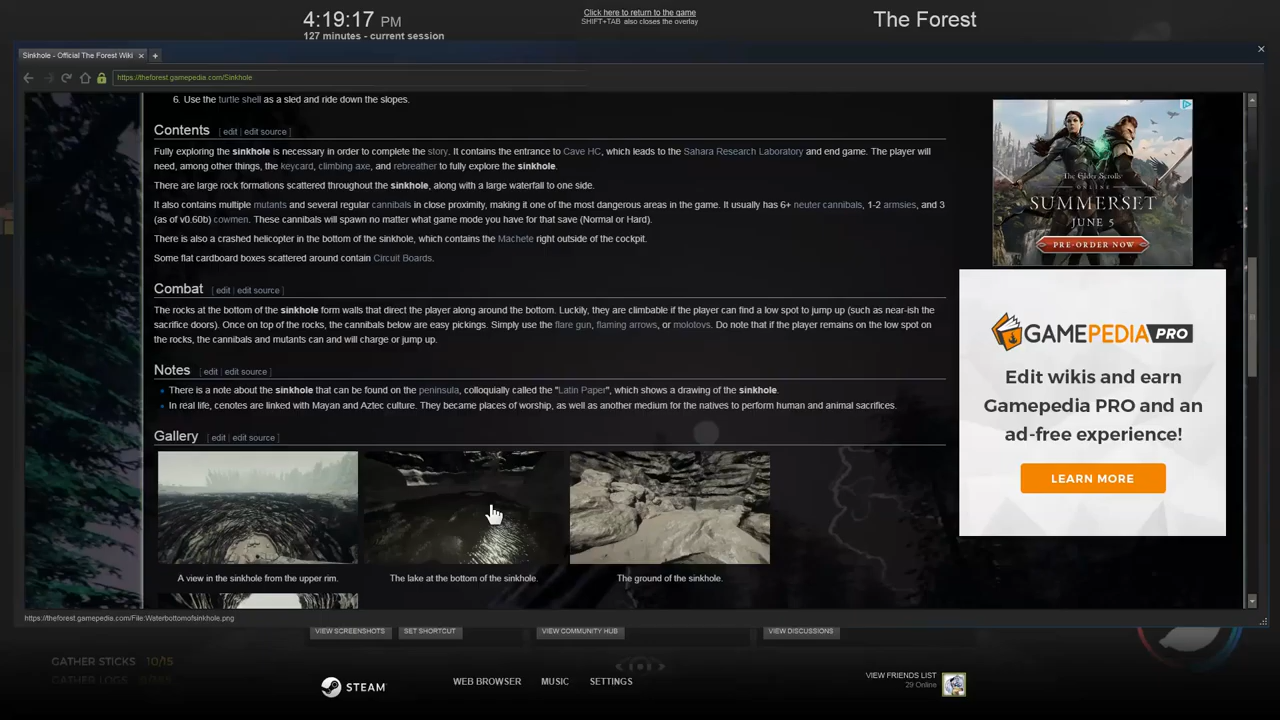 4:19:17 PM
127 minutes - current session
Click here to return to the game
SHIFT+TAB also closes the overlay
The Forest
Sinkhole - Official The Forest Wiki
https://theforest.gamepedia.com/Sinkhole
6. Use the turtle shell as a sled and ride down the slopes.
Contents [ edit | edit source ]
Fully exploring the sinkhole is necessary in order to complete the story. It contains the entrance to Cave HC, which leads to the Sahara Research Laboratory and end game. The player will
need, among other things, the keycard, climbing axe, and rebreather to fully explore the sinkhole.
There are large rock formations scattered throughout the sinkhole, along with a large waterfall to one side.
It also contains multiple mutants and several regular cannibals in close proximity, making it one of the most dangerous areas in the game. It usually has 6+ neuter cannibals, 1-2 armsies, and 3
(as of v0.60b) cowmen. These cannibals will spawn no matter what game mode you have for that save (Normal or Hard).
There is also a crashed helicopter in the bottom of the sinkhole, which contains the Machete right outside of the cockpit.
Some flat cardboard boxes scattered around contain Circuit Boards.
Combat [ edit | edit source ]
The rocks at the bottom of the sinkhole form walls that direct the player along around the bottom. Luckily, they are climbable if the player can find a low spot to jump up (such as near-ish the
sacrifice doors). Once on top of the rocks, the cannibals below are easy pickings. Simply use the flare gun, flaming arrows, or molotovs. Do note that if the player remains on the low spot on
the rocks, the cannibals and mutants can and will charge or jump up.
Notes [ edit | edit source ]
There is a note about the sinkhole that can be found on the peninsula, colloquially called the "Latin Paper", which shows a drawing of the sinkhole.
In real life, cenotes are linked with Mayan and Aztec culture. They became places of worship, as well as another medium for the natives to perform human and animal sacrifices.
Gallery [ edit | edit source ]
A view in the sinkhole from the upper rim.
The lake at the bottom of the sinkhole.
The ground of the sinkhole.
The Elder Scrolls
ONLINE
SUMMERSET
JUNE 5
PRE-ORDER NOW
GAMEPEDIA PRO
Edit wikis and earn
Gamepedia PRO and an
ad-free experience!
LEARN MORE
https://theforest.gamepedia.com/File:Waterbottomofsinkhole.png
VIEW SCREENSHOTS
SET SHORTCUT
VIEW COMMUNITY HUB
VIEW DISCUSSIONS
GATHER STICKS 10/15
GATHER LOGS
STEAM
WEB BROWSER
MUSIC
SETTINGS
VIEW FRIENDS LIST
29 Online